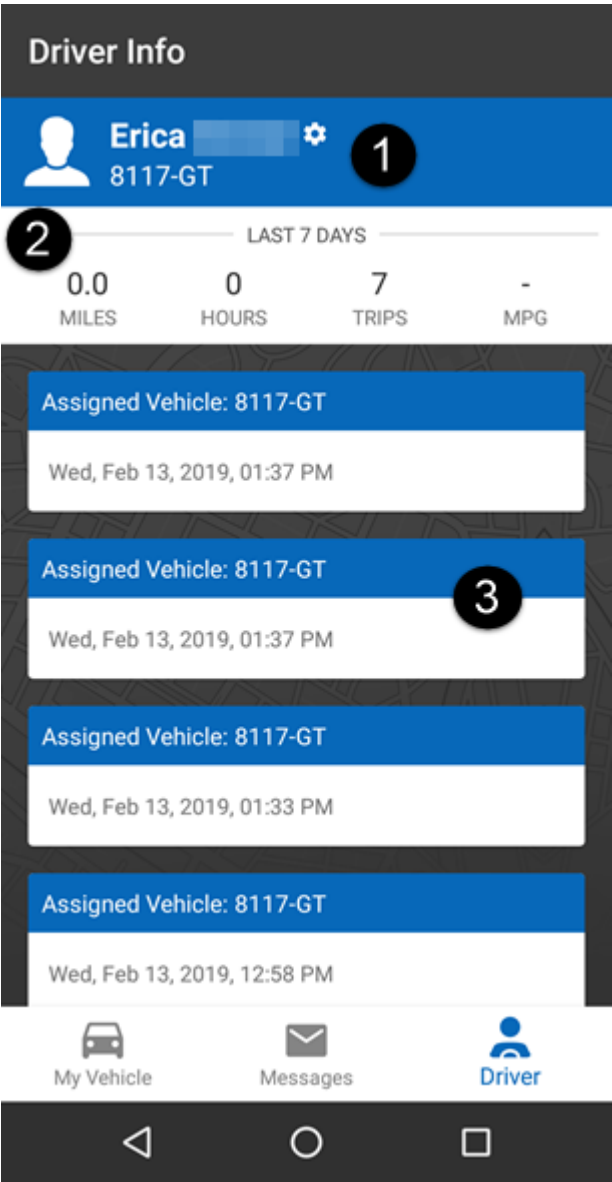 Driver Info
Erica
1
8117-GT
2
LAST 7 DAYS
0.0 0 7 -
MILES HOURS TRIPS MPG
Assigned Vehicle: 8117-GT
Wed, Feb 13, 2019, 01:37 PM
Assigned Vehicle: 8117-GT
3
Wed, Feb 13, 2019, 01:37 PM
Assigned Vehicle: 8117-GT
Wed, Feb 13, 2019, 01:33 PM
Assigned Vehicle: 8117-GT
Wed, Feb 13, 2019, 12:58 PM
My Vehicle Messages Driver